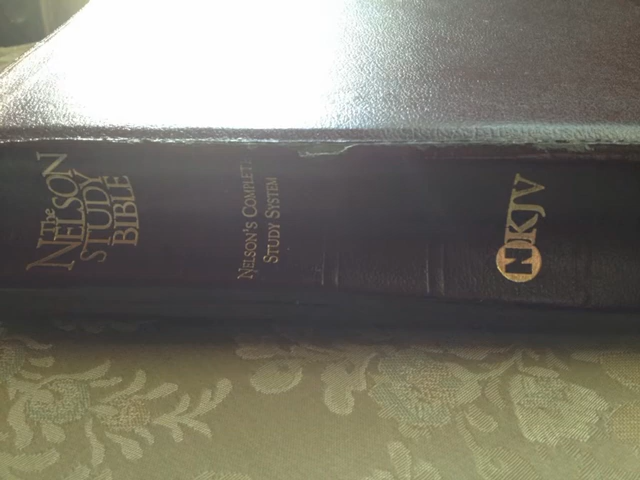 The
NELSON
STUDY
BIBLE
NELSON'S COMPLETE
STUDY SYSTEM
NKJV